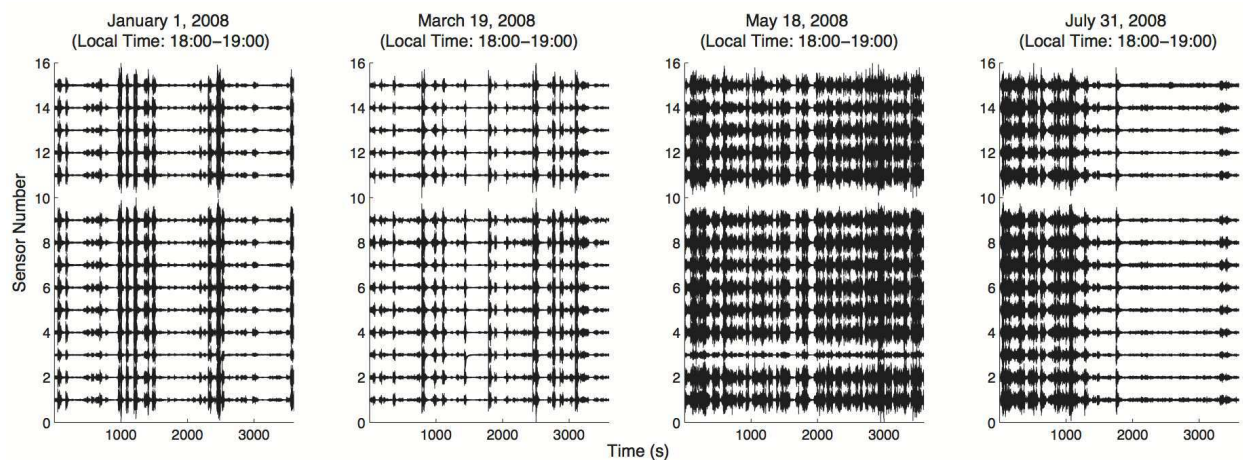 January 1, 2008
(Local Time: 18:00–19:00)
March 19, 2008
(Local Time: 18:00–19:00)
May 18, 2008
(Local Time: 18:00–19:00)
July 31, 2008
(Local Time: 18:00–19:00)
Sensor Number
16 16 16 16
14 14 14 14
12 12 12 12
10 10 10 10
8 8 8 8
6 6 6 6
4 4 4 4
2 2 2 2
0 0 0 0
1000 2000 3000 1000 2000 3000 1000 2000 3000 1000 2000 3000
Time (s)